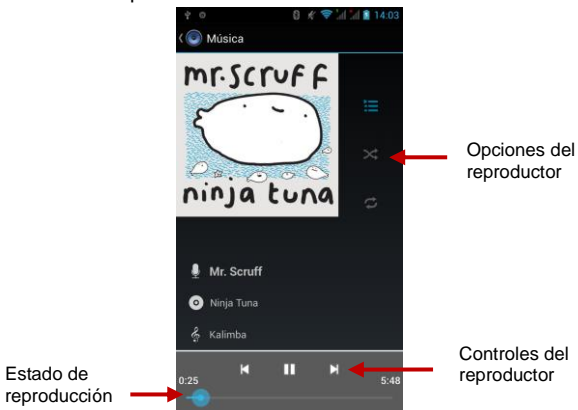 14.03
Música
mr. scruff
ninja tuna
Opciones del
reproductor
Mr. Scruff
Ninja Tuna
Kalimba
Controles del
reproductor
Estado de
reproducción
0:25
5:48